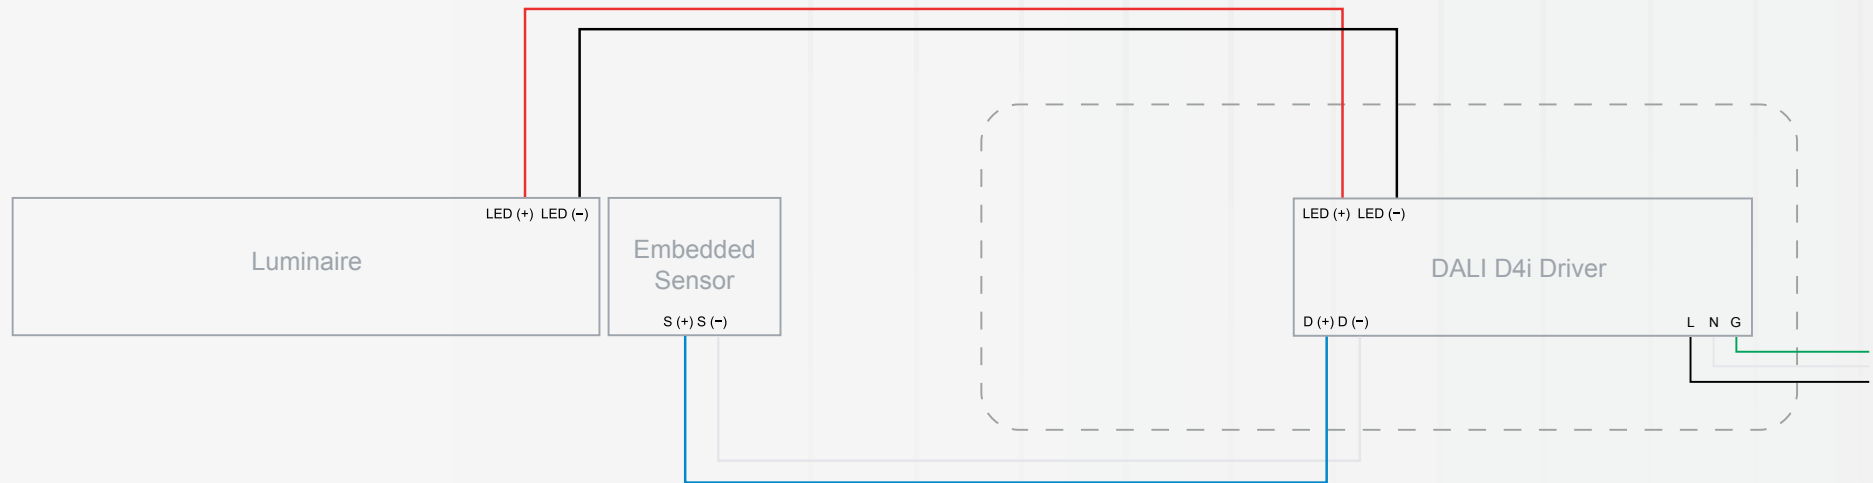 LED (+) LED (−)
Luminaire
Embedded
Sensor
S (+) S (−)
LED (+) LED (−)
DALI D4i Driver
D (+) D (−)
L N G